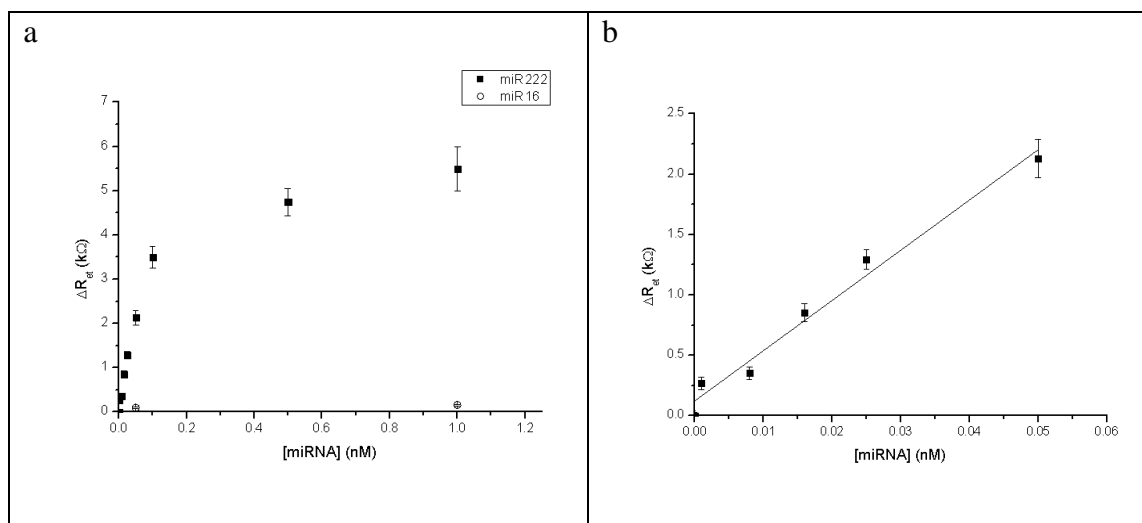 a
miR222
miR16
7
6
5
4
3
2
1
0
ΔR_et (kΩ)
0.0 0.2 0.4 0.6 0.8 1.0 1.2
[miRNA] (nM)
b
2.5
2.0
1.5
1.0
0.5
0.0
ΔR_et (kΩ)
0.00 0.01 0.02 0.03 0.04 0.05 0.06
[miRNA] (nM)